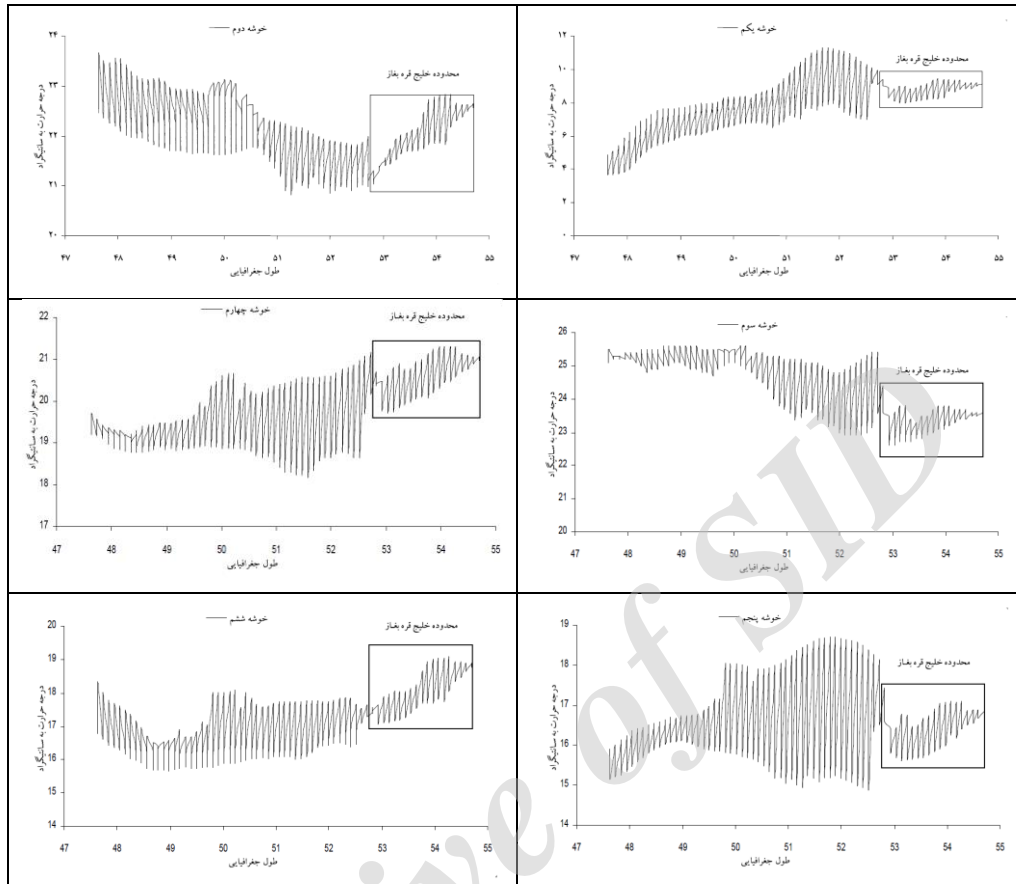 خوشه یکم
محدوده خلیج قره بغاز
درجه حرارت به سانتیگراد
۱۲
۱۰
۸
۶
۴
۲
۰
۴۷ ۴۸ ۴۹ ۵۰ ۵۱ ۵۲ ۵۳ ۵۴ ۵۵
طول جغرافیایی
خوشه دوم
محدوده خلیج قره بغاز
درجه حرارت به سانتیگراد
۲۴
۲۳
۲۲
۲۱
۲۰
۴۷ ۴۸ ۴۹ ۵۰ ۵۱ ۵۲ ۵۳ ۵۴ ۵۵
طول جغرافیایی
خوشه سوم
محدوده خلیج قره بغاز
درجه حرارت به سانتیگراد
26
25
24
23
22
21
20
47 48 49 50 51 52 53 54 55
طول جغرافیایی
خوشه چهارم
محدوده خلیج قره بغاز
درجه حرارت به سانتیگراد
22
21
20
19
18
17
47 48 49 50 51 52 53 54 55
طول جغرافیایی
خوشه پنجم
محدوده خلیج قره بغاز
درجه حرارت به سانتیگراد
19
18
17
16
15
14
47 48 49 50 51 52 53 54 55
طول جغرافیایی
خوشه ششم
محدوده خلیج قره بغاز
درجه حرارت به سانتیگراد
20
19
18
17
16
15
14
47 48 49 50 51 52 53 54 55
طول جغرافیایی
ive of SID